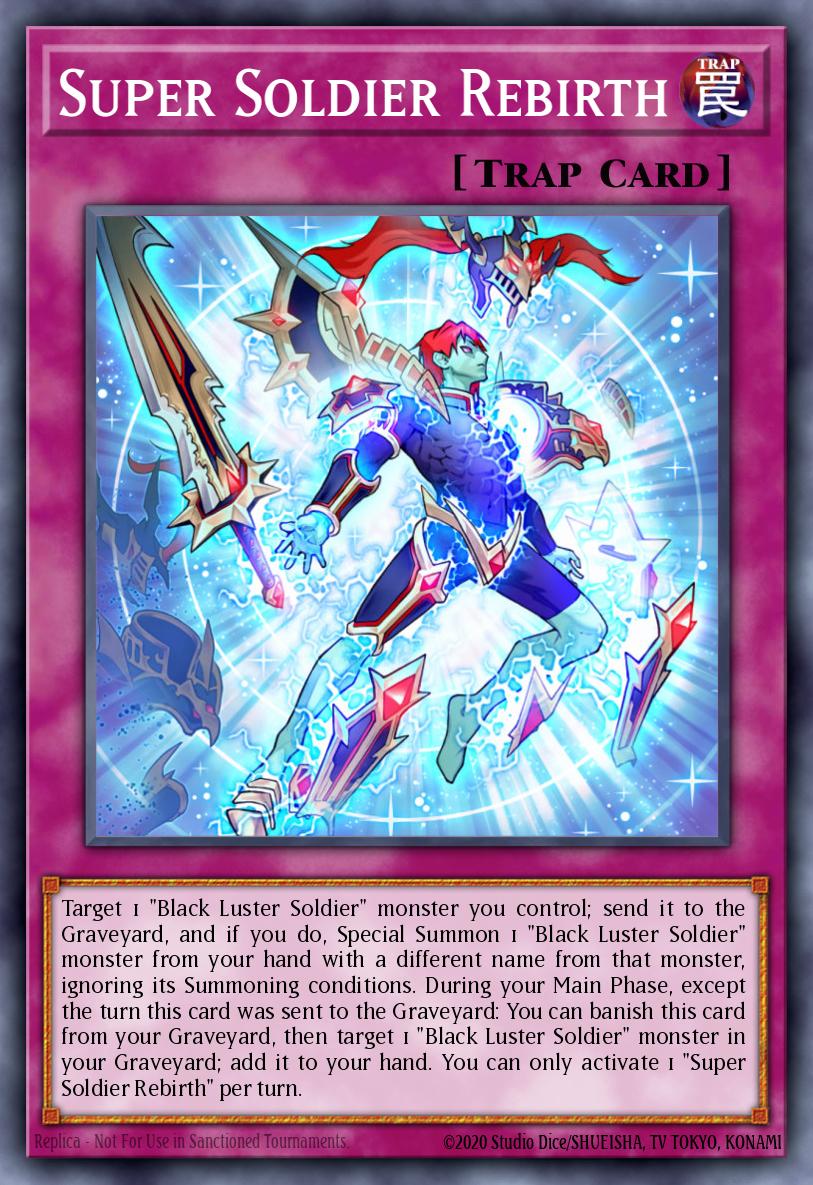 Super Soldier Rebirth
TRAP
罠
[Trap Card]
Target 1 "Black Luster Soldier" monster you control; send it to the
Graveyard, and if you do, Special Summon 1 "Black Luster Soldier"
monster from your hand with a different name from that monster,
ignoring its Summoning conditions. During your Main Phase, except
the turn this card was sent to the Graveyard: You can banish this card
from your Graveyard, then target 1 "Black Luster Soldier" monster in
your Graveyard; add it to your hand. You can only activate 1 "Super
Soldier Rebirth" per turn.
Replica - Not For Use in Sanctioned Tournaments.
©2020 Studio Dice/SHUEISHA, TV TOKYO, KONAMI